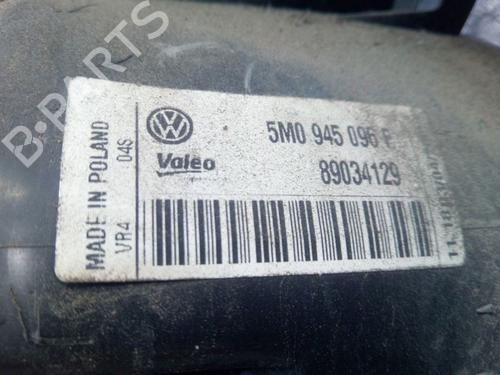 5M0 945 096 F
Valeo
89034129
MADE IN POLAND
04S
VR4
B-PARTS